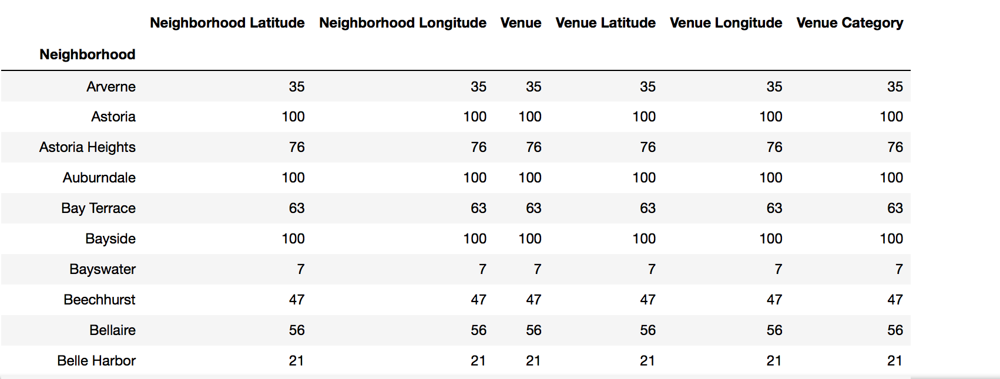 Neighborhood Latitude Neighborhood Longitude Venue Venue Latitude Venue Longitude Venue Category
Neighborhood
Arverne 35 35 35 35 35 35
Astoria 100 100 100 100 100 100
Astoria Heights 76 76 76 76 76 76
Auburndale 100 100 100 100 100 100
Bay Terrace 63 63 63 63 63 63
Bayside 100 100 100 100 100 100
Bayswater 7 7 7 7 7 7
Beechhurst 47 47 47 47 47 47
Bellaire 56 56 56 56 56 56
Belle Harbor 21 21 21 21 21 21